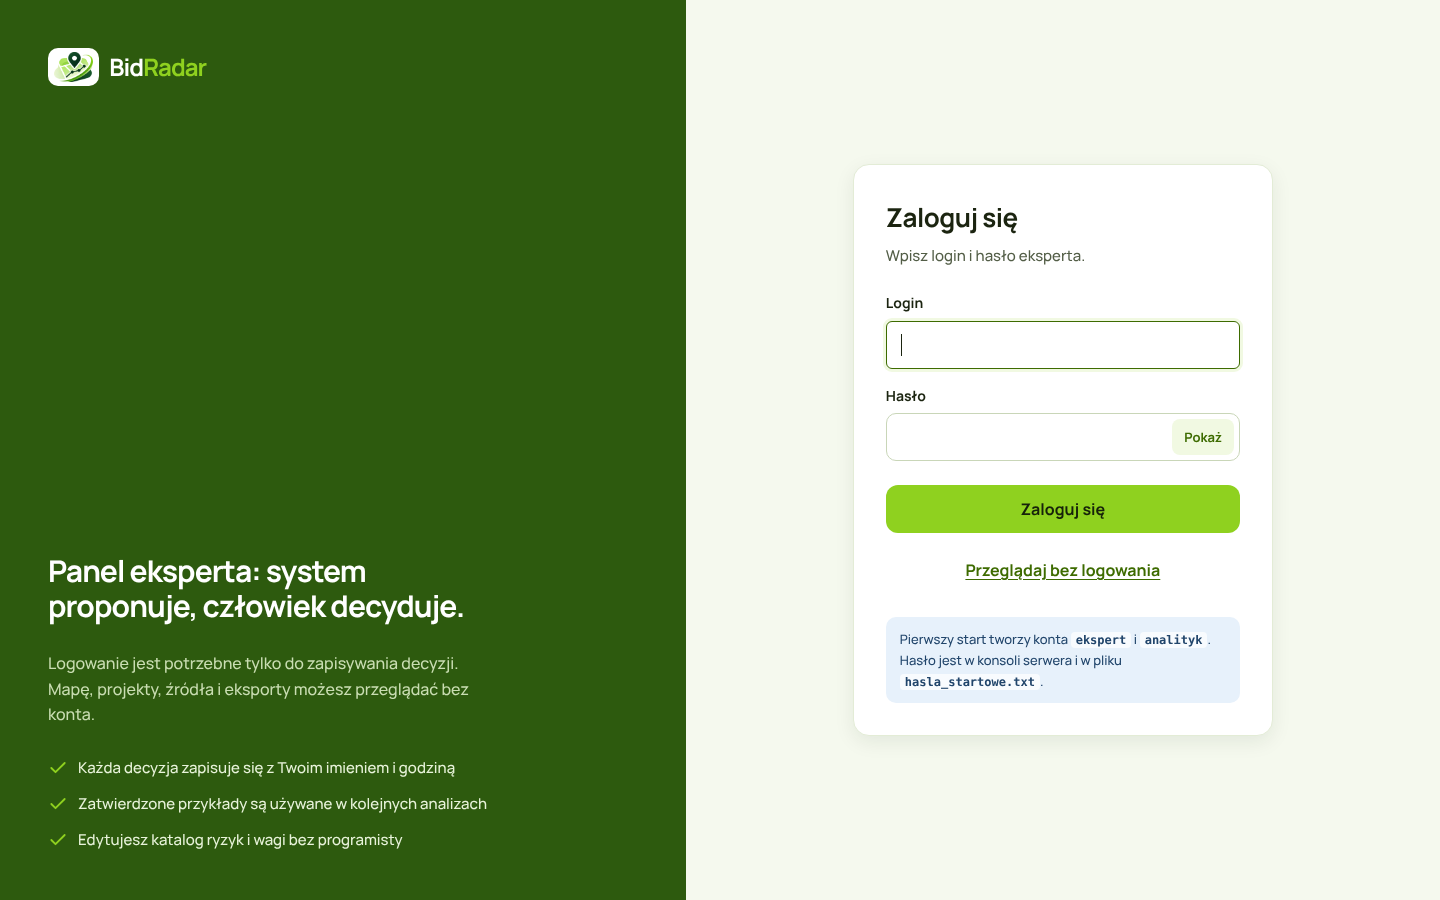 BidRadar
Panel eksperta: system
proponuje, człowiek decyduje.
Logowanie jest potrzebne tylko do zapisywania decyzji.
Mapę, projekty, źródła i eksporty możesz przeglądać bez
konta.
Każda decyzja zapisuje się z Twoim imieniem i godziną
Zatwierdzone przykłady są używane w kolejnych analizach
Edytujesz katalog ryzyk i wagi bez programisty
Zaloguj się
Wpisz login i hasło eksperta.
Login
Hasło
Pokaż
Zaloguj się
Przeglądaj bez logowania
Pierwszy start tworzy konta ekspert i analityk.
Hasło jest w konsoli serwera i w pliku
hasla_startowe.txt.